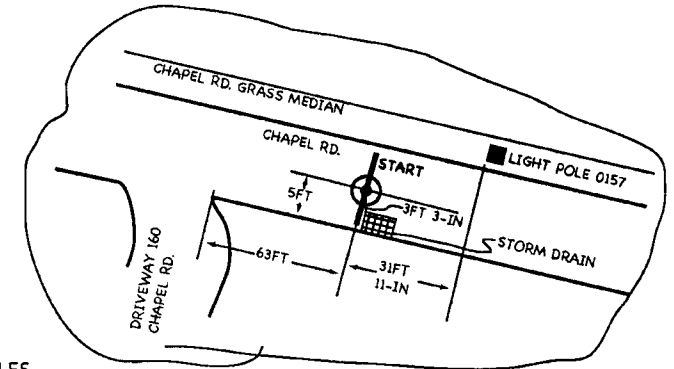 CHAPEL RD. GRASS MEDIAN
CHAPEL RD.
START
LIGHT POLE 0157
5FT
3FT 3-IN
STORM DRAIN
63FT
31FT
11-IN
DRIVEWAY 160
CHAPEL RD.